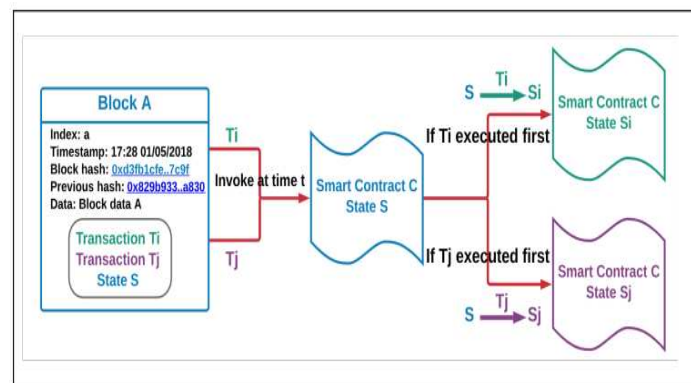 Block A
Index: a
Timestamp: 17:28 01/05/2018
Block hash: 0xd3fb1cfe..7c9f
Previous hash: 0x829b933..a830
Data: Block data A
Transaction Ti
Transaction Tj
State S
Ti
Invoke at time t
Tj
Smart Contract C
State S
S Ti Si
If Ti executed first
Smart Contract C
State Si
If Tj executed first
S Tj Sj
Smart Contract C
State Sj